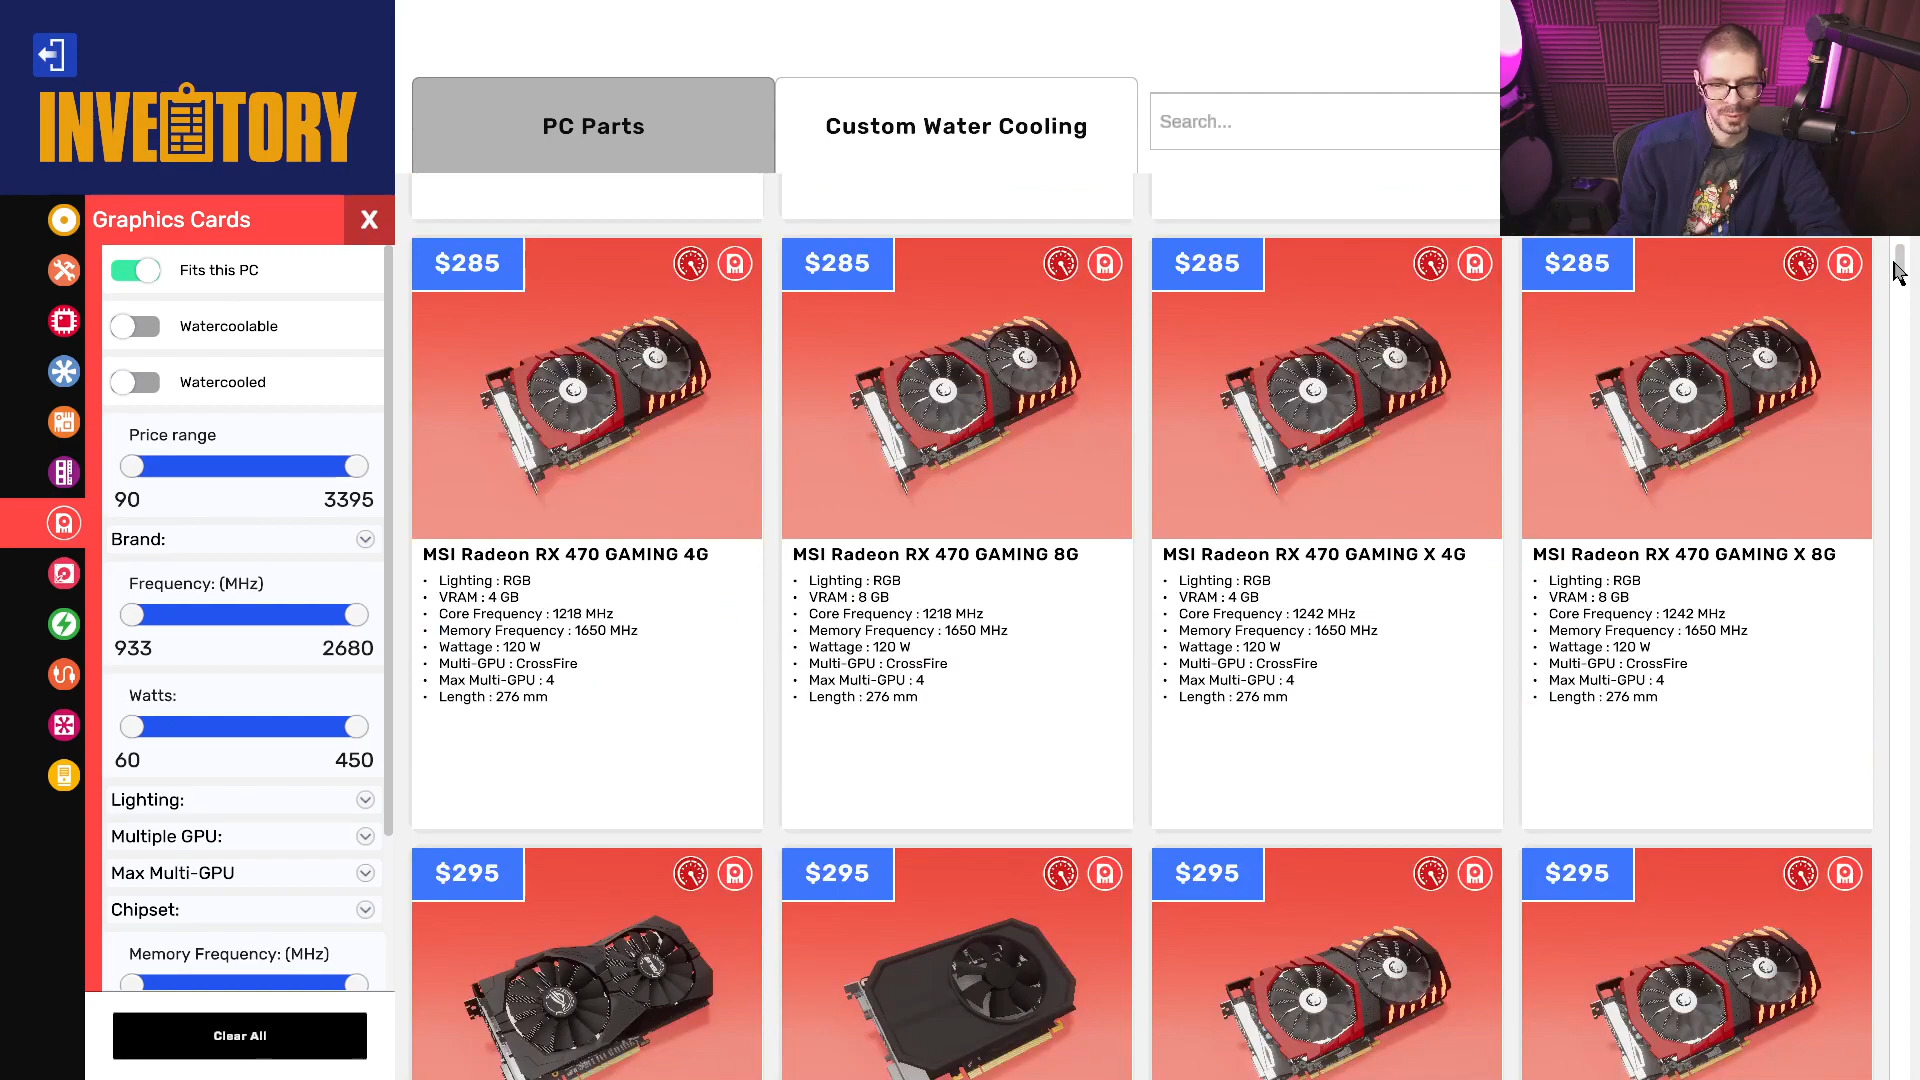 INVENTORY
PC Parts
Custom Water Cooling
Search...
Graphics Cards
X
Fits this PC
Watercoolable
Watercooled
Price range
90 3395
Brand:
Frequency: (MHz)
933 2680
Watts:
60 450
Lighting:
Multiple GPU:
Max Multi-GPU
Chipset:
Memory Frequency: (MHz)
Clear All
$285
MSI Radeon RX 470 GAMING 4G
• Lighting : RGB
• VRAM : 4 GB
• Core Frequency : 1218 MHz
• Memory Frequency : 1650 MHz
• Wattage : 120 W
• Multi-GPU : CrossFire
• Max Multi-GPU : 4
• Length : 276 mm
$285
MSI Radeon RX 470 GAMING 8G
• Lighting : RGB
• VRAM : 8 GB
• Core Frequency : 1218 MHz
• Memory Frequency : 1650 MHz
• Wattage : 120 W
• Multi-GPU : CrossFire
• Max Multi-GPU : 4
• Length : 276 mm
$285
MSI Radeon RX 470 GAMING X 4G
• Lighting : RGB
• VRAM : 4 GB
• Core Frequency : 1242 MHz
• Memory Frequency : 1650 MHz
• Wattage : 120 W
• Multi-GPU : CrossFire
• Max Multi-GPU : 4
• Length : 276 mm
$285
MSI Radeon RX 470 GAMING X 8G
• Lighting : RGB
• VRAM : 8 GB
• Core Frequency : 1242 MHz
• Memory Frequency : 1650 MHz
• Wattage : 120 W
• Multi-GPU : CrossFire
• Max Multi-GPU : 4
• Length : 276 mm
$295
$295
$295
$295